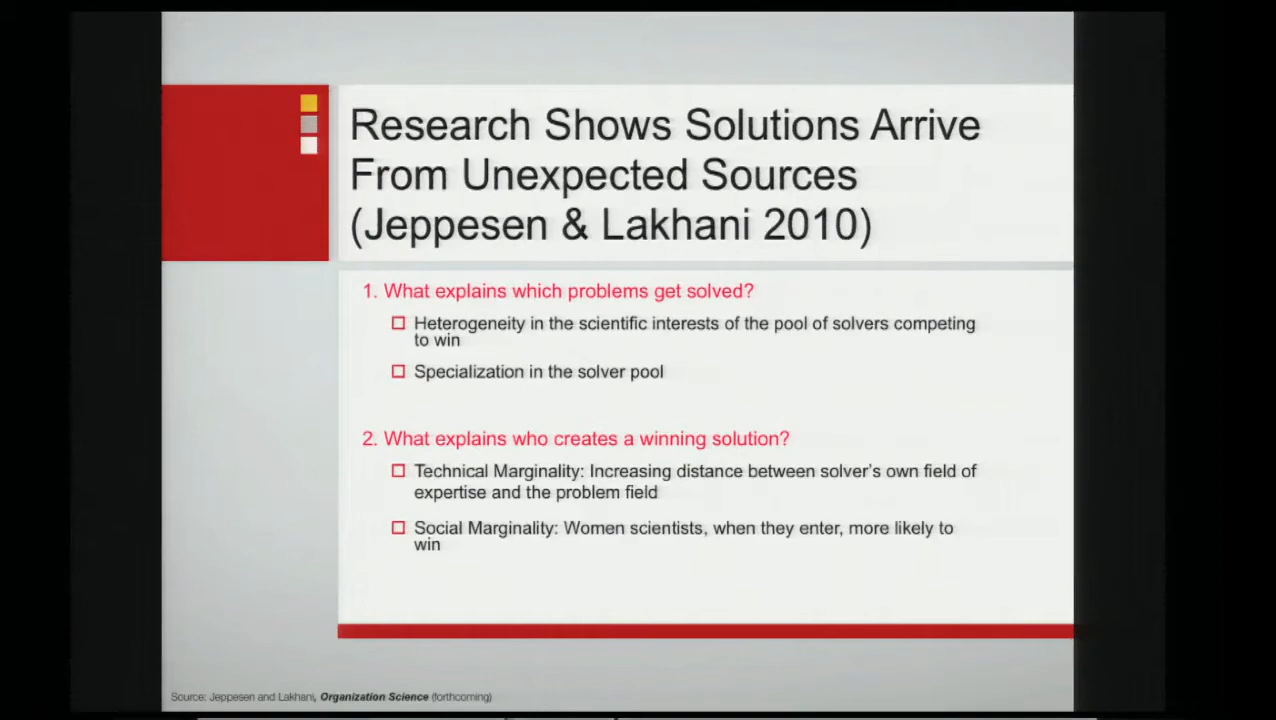 Research Shows Solutions Arrive
From Unexpected Sources
(Jeppesen & Lakhani 2010)
1. What explains which problems get solved?
Heterogeneity in the scientific interests of the pool of solvers competing
to win
Specialization in the solver pool
2. What explains who creates a winning solution?
Technical Marginality: Increasing distance between solver's own field of
expertise and the problem field
Social Marginality: Women scientists, when they enter, more likely to
win
Source: Jeppesen and Lakhani, Organization Science (forthcoming)